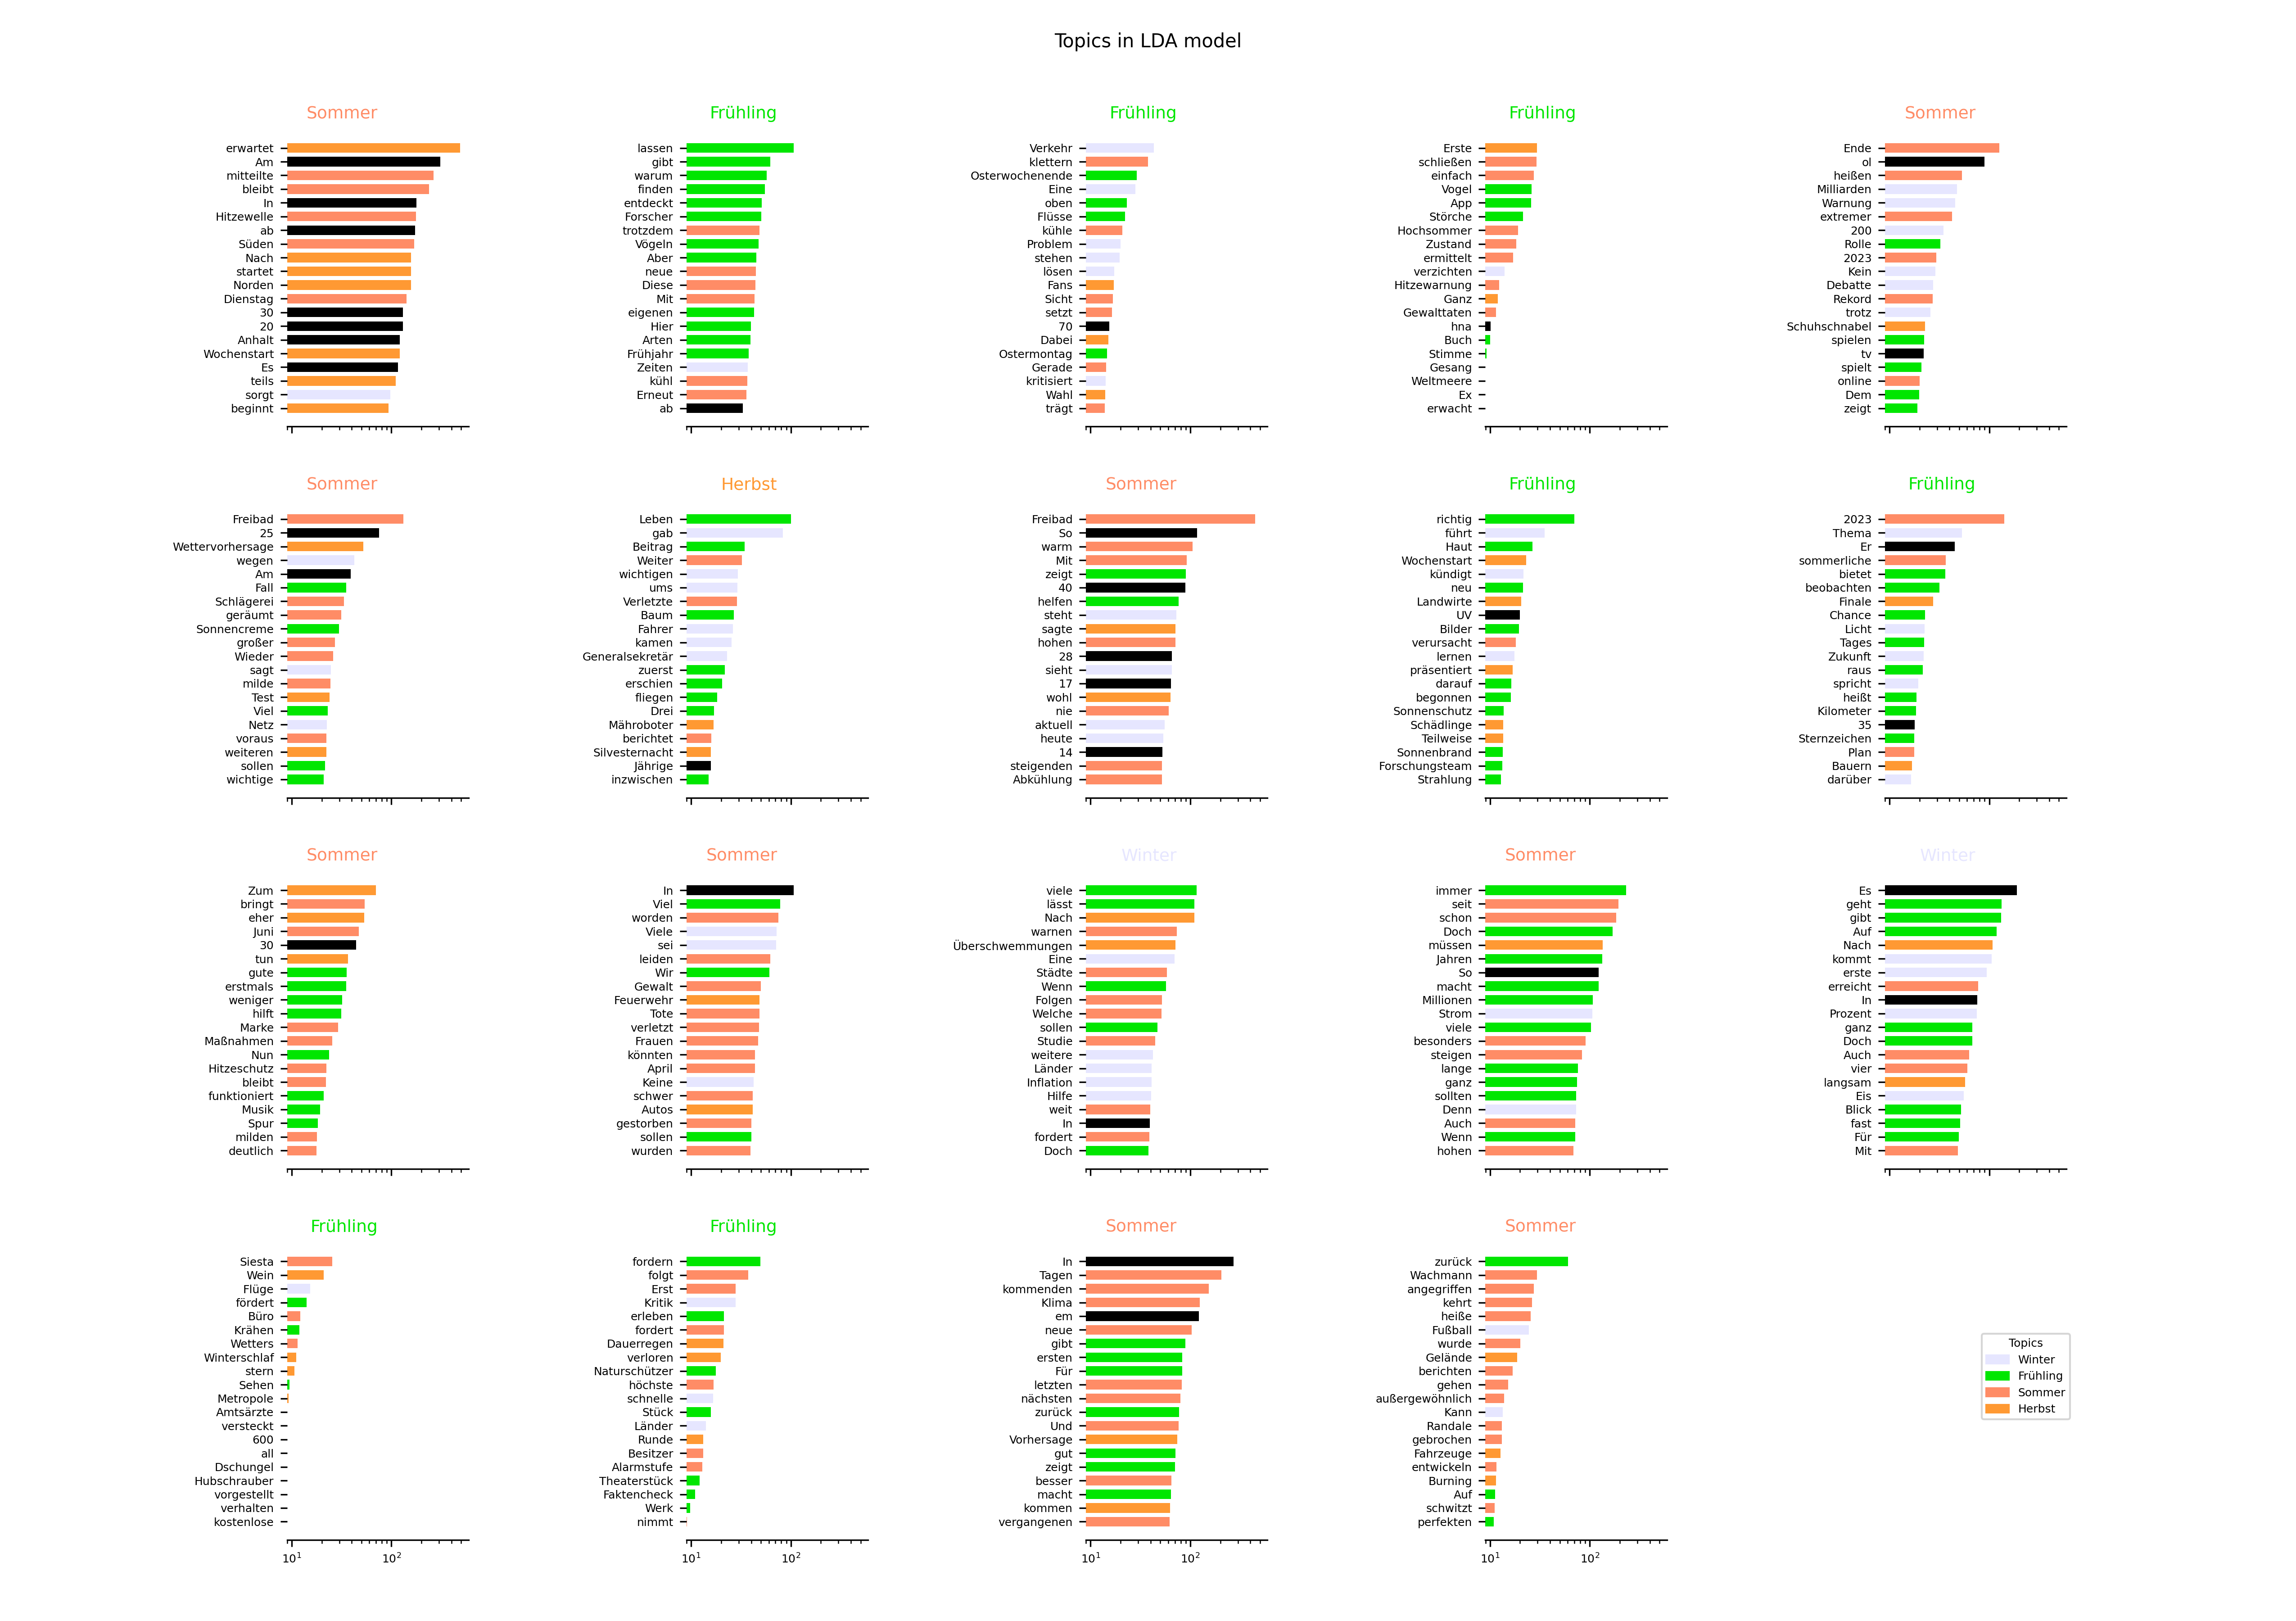 Topics in LDA model
Sommer
erwartet
Am
mitteilte
bleibt
In
Hitzewelle
ab
Süden
Nach
startet
Norden
Dienstag
30
20
Anhalt
Wochenstart
Es
teils
sorgt
beginnt
Frühling
lassen
gibt
warum
finden
entdeckt
Forscher
trotzdem
Vögeln
Aber
neue
Diese
Mit
eigenen
Hier
Arten
Frühjahr
Zeiten
kühl
Erneut
ab
Frühling
Verkehr
klettern
Osterwochenende
Eine
oben
Flüsse
kühle
Problem
stehen
lösen
Fans
Sicht
setzt
70
Dabei
Ostermontag
Gerade
kritisiert
Wahl
trägt
Frühling
Erste
schließen
einfach
Vogel
App
Störche
Hochsommer
Zustand
ermittelt
verzichten
Hitzewarnung
Ganz
Gewalttaten
hna
Buch
Stimme
Gesang
Weltmeere
Ex
erwacht
Sommer
Ende
ol
heißen
Milliarden
Warnung
extremer
200
Rolle
2023
Kein
Debatte
Rekord
trotz
Schuhschnabel
spielen
tv
spielt
online
Dem
zeigt
Sommer
Freibad
25
Wettervorhersage
wegen
Am
Fall
Schlägerei
geräumt
Sonnencreme
großer
Wieder
sagt
milde
Test
Viel
Netz
voraus
weiteren
sollen
wichtige
Herbst
Leben
gab
Beitrag
Weiter
wichtigen
ums
Verletzte
Baum
Fahrer
kamen
Generalsekretär
zuerst
erschien
fliegen
Drei
Mähroboter
berichtet
Silvesternacht
Jährige
inzwischen
Sommer
Freibad
So
warm
Mit
zeigt
40
helfen
steht
sagte
hohen
28
sieht
17
wohl
nie
aktuell
heute
14
steigenden
Abkühlung
Frühling
richtig
führt
Haut
Wochenstart
kündigt
neu
Landwirte
UV
Bilder
verursacht
lernen
präsentiert
darauf
begonnen
Sonnenschutz
Schädlinge
Teilweise
Sonnenbrand
Forschungsteam
Strahlung
Frühling
2023
Thema
Er
sommerliche
bietet
beobachten
Finale
Chance
Licht
Tages
Zukunft
raus
spricht
heißt
Kilometer
35
Sternzeichen
Plan
Bauern
darüber
Sommer
Zum
bringt
eher
Juni
30
tun
gute
erstmals
weniger
hilft
Marke
Maßnahmen
Nun
Hitzeschutz
bleibt
funktioniert
Musik
Spur
milden
deutlich
Sommer
In
Viel
worden
Viele
sei
leiden
Wir
Gewalt
Feuerwehr
Tote
verletzt
Frauen
könnten
April
Keine
schwer
Autos
gestorben
sollen
wurden
Winter
viele
lässt
Nach
warnen
Überschwemmungen
Eine
Städte
Wenn
Folgen
Welche
sollen
Studie
weitere
Länder
Inflation
Hilfe
weit
In
fordert
Doch
Sommer
immer
seit
schon
Doch
müssen
Jahren
So
macht
Millionen
Strom
viele
besonders
steigen
lange
ganz
sollten
Denn
Auch
Wenn
hohen
Winter
Es
geht
gibt
Auf
Nach
kommt
erste
erreicht
In
Prozent
ganz
Doch
Auch
vier
langsam
Eis
Blick
fast
Für
Mit
Frühling
Siesta
Wein
Flüge
fördert
Büro
Krähen
Wetters
Winterschlaf
stern
Sehen
Metropole
Amtsärzte
versteckt
600
all
Dschungel
Hubschrauber
vorgestellt
verhalten
kostenlose
10¹ 10²
Frühling
fordern
folgt
Erst
Kritik
erleben
fordert
Dauerregen
verloren
Naturschützer
höchste
schnelle
Stück
Länder
Runde
Besitzer
Alarmstufe
Theaterstück
Faktencheck
Werk
nimmt
10¹ 10²
Sommer
In
Tagen
kommenden
Klima
em
neue
gibt
ersten
Für
letzten
nächsten
zurück
Und
Vorhersage
gut
zeigt
besser
macht
kommen
vergangenen
10¹ 10²
Sommer
zurück
Wachmann
angegriffen
kehrt
heiße
Fußball
wurde
Gelände
berichten
gehen
außergewöhnlich
Kann
Randale
gebrochen
Fahrzeuge
entwickeln
Burning
Auf
schwitzt
perfekten
10¹ 10²
Topics
Winter
Frühling
Sommer
Herbst